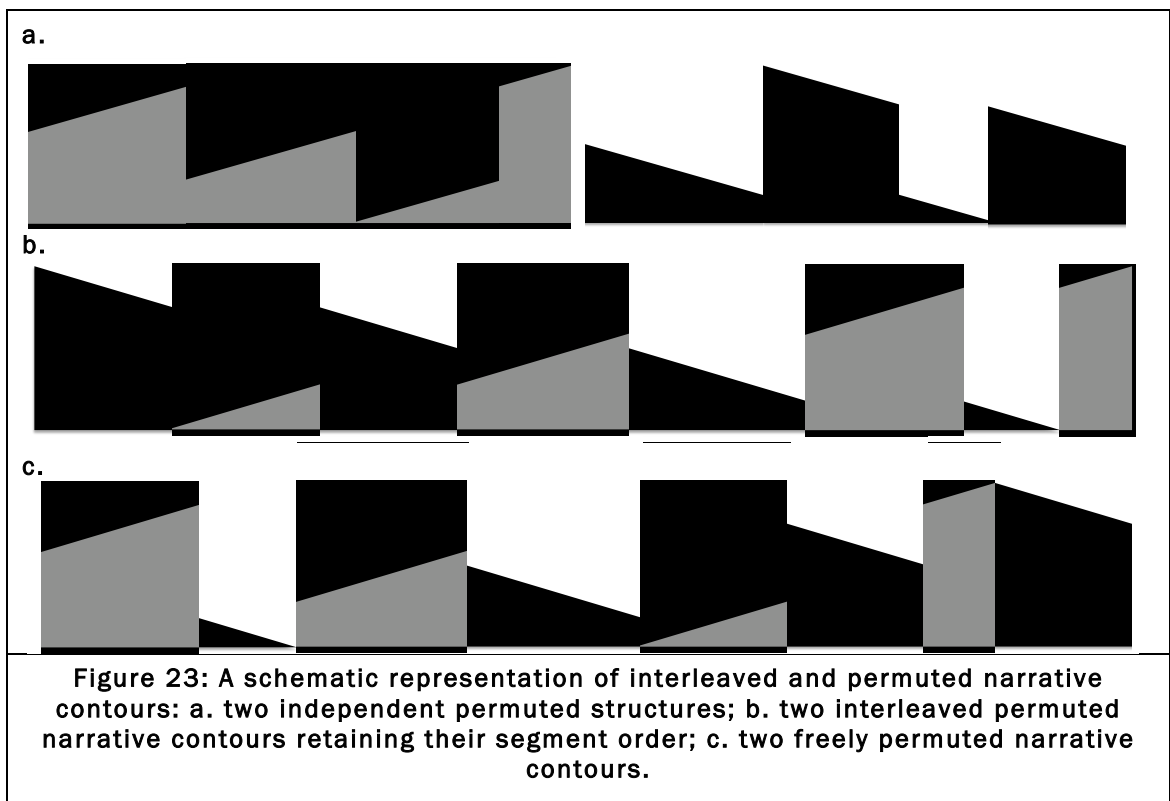 a.
b.
c.
Figure 23: A schematic representation of interleaved and permuted narrative
contours: a. two independent permuted structures; b. two interleaved permuted
narrative contours retaining their segment order; c. two freely permuted narrative
contours.